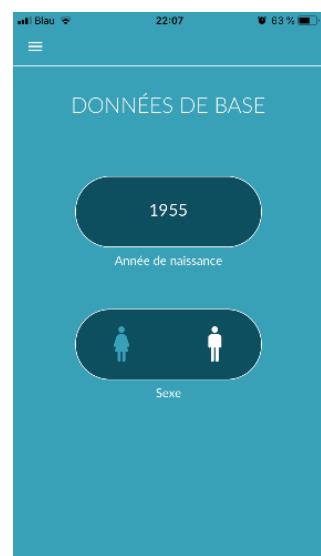 Blau 22:07 63 %
DONNÉES DE BASE
1955
Année de naissance
Sexe